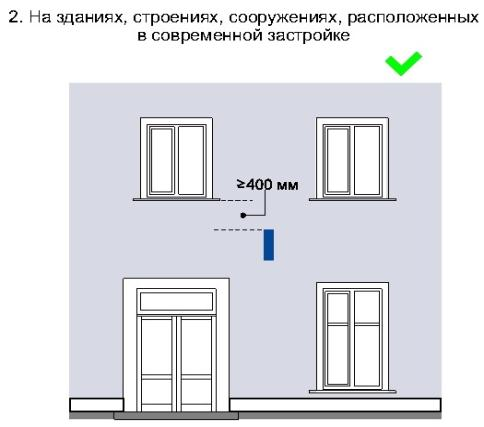 2. На зданиях, строениях, сооружениях, расположенных
в современной застройке
≥400 мм